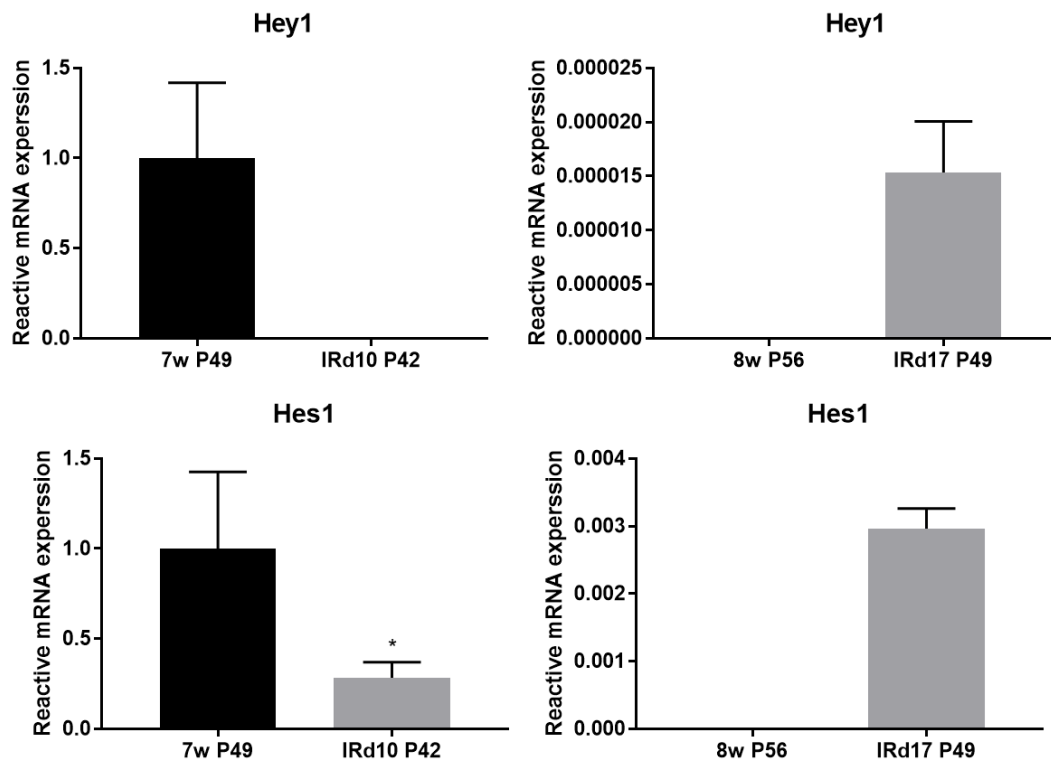 Hey1
Reactive mRNA experssion
1.5
1.0
0.5
0.0
7w P49 IRd10 P42
Hey1
Reactive mRNA experssion
0.000025
0.000020
0.000015
0.000010
0.000005
0.000000
8w P56 IRd17 P49
Hes1
Reactive mRNA experssion
1.5
1.0
0.5
0.0
*
7w P49 IRd10 P42
Hes1
Reactive mRNA experssion
0.004
0.003
0.002
0.001
0.000
8w P56 IRd17 P49